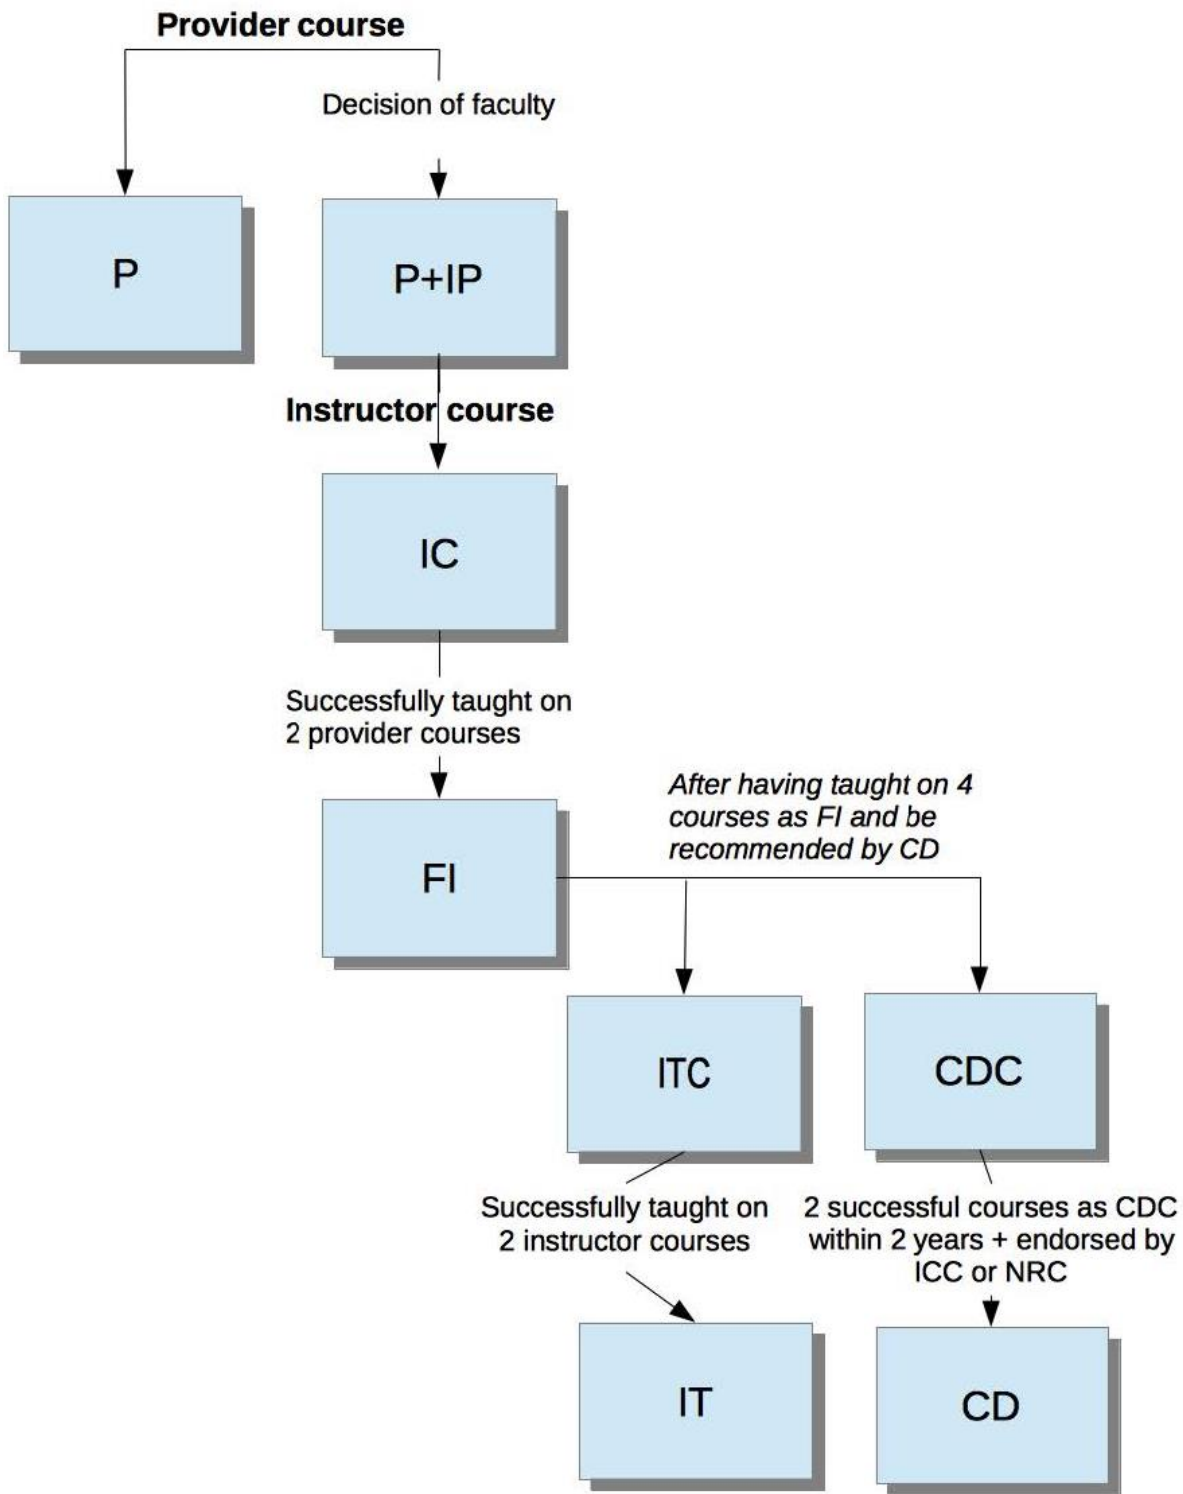 Provider course
Decision of faculty
P
P+IP
Instructor course
IC
Successfully taught on
2 provider courses
After having taught on 4
courses as FI and be
recommended by CD
FI
ITC
CDC
Successfully taught on
2 instructor courses
2 successful courses as CDC
within 2 years + endorsed by
ICC or NRC
IT
CD